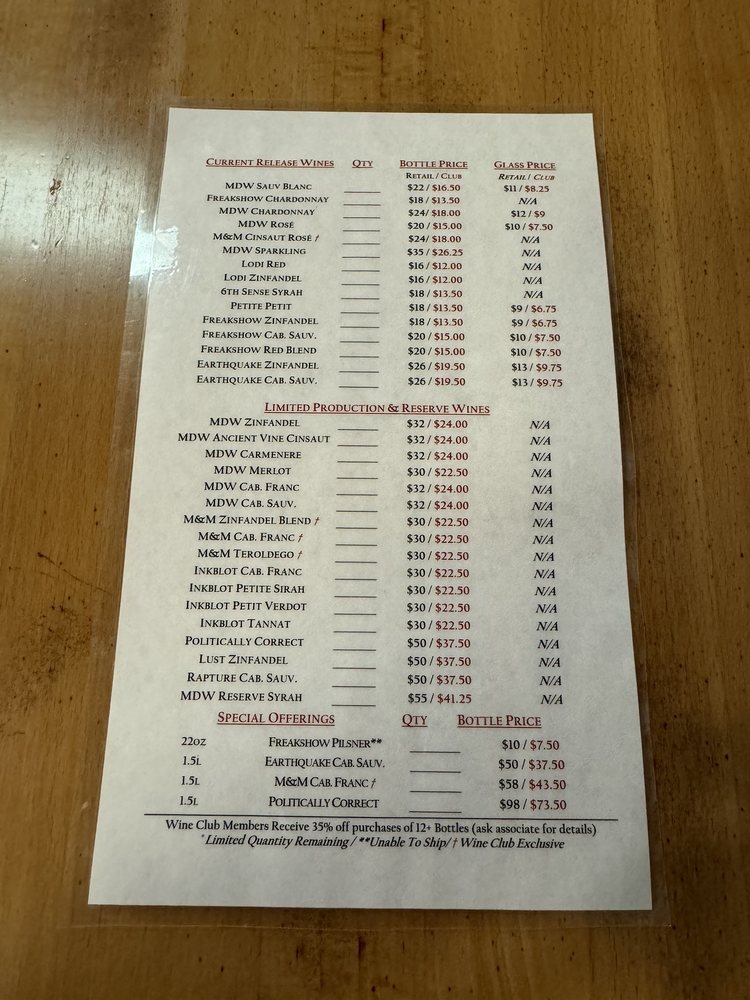 Current Release Wines Qty Bottle Price Glass Price
Retail / Club Retail / Club
MDW Sauv Blanc $22 / $16.50 $11 / $8.25
Freakshow Chardonnay $18 / $13.50 N/A
MDW Chardonnay $24/ $18.00 $12 / $9
MDW Rosé $20 / $15.00 $10 / $7.50
M&M Cinsaut Rosé † $24/ $18.00 N/A
MDW Sparkling $35 / $26.25 N/A
Lodi Red $16 / $12.00 N/A
Lodi Zinfandel $16 / $12.00 N/A
6th Sense Syrah $18 / $13.50 N/A
Petite Petit $18 / $13.50 $9 / $6.75
Freakshow Zinfandel $18 / $13.50 $9 / $6.75
Freakshow Cab. Sauv. $20 / $15.00 $10 / $7.50
Freakshow Red Blend $20 / $15.00 $10 / $7.50
Earthquake Zinfandel $26 / $19.50 $13 / $9.75
Earthquake Cab. Sauv. $26 / $19.50 $13 / $9.75
Limited Production & Reserve Wines
MDW Zinfandel $32 / $24.00 N/A
MDW Ancient Vine Cinsaut $32 / $24.00 N/A
MDW Carmenere $32 / $24.00 N/A
MDW Merlot $30 / $22.50 N/A
MDW Cab. Franc $32 / $24.00 N/A
MDW Cab. Sauv. $32 / $24.00 N/A
M&M Zinfandel Blend † $30 / $22.50 N/A
M&M Cab. Franc † $30 / $22.50 N/A
M&M Teroldego † $30 / $22.50 N/A
Inkblot Cab. Franc $30 / $22.50 N/A
Inkblot Petite Sirah $30 / $22.50 N/A
Inkblot Petit Verdot $30 / $22.50 N/A
Inkblot Tannat $30 / $22.50 N/A
Politically Correct $50 / $37.50 N/A
Lust Zinfandel $50 / $37.50 N/A
Rapture Cab. Sauv. $50 / $37.50 N/A
MDW Reserve Syrah $55 / $41.25 N/A
Special Offerings Qty Bottle Price
22oz Freakshow Pilsner** $10 / $7.50
1.5L Earthquake Cab. Sauv. $50 / $37.50
1.5L M&M Cab. Franc † $58 / $43.50
1.5L Politically Correct $98 / $73.50
Wine Club Members Receive 35% off purchases of 12+ Bottles (ask associate for details)
*Limited Quantity Remaining / **Unable To Ship/ † Wine Club Exclusive